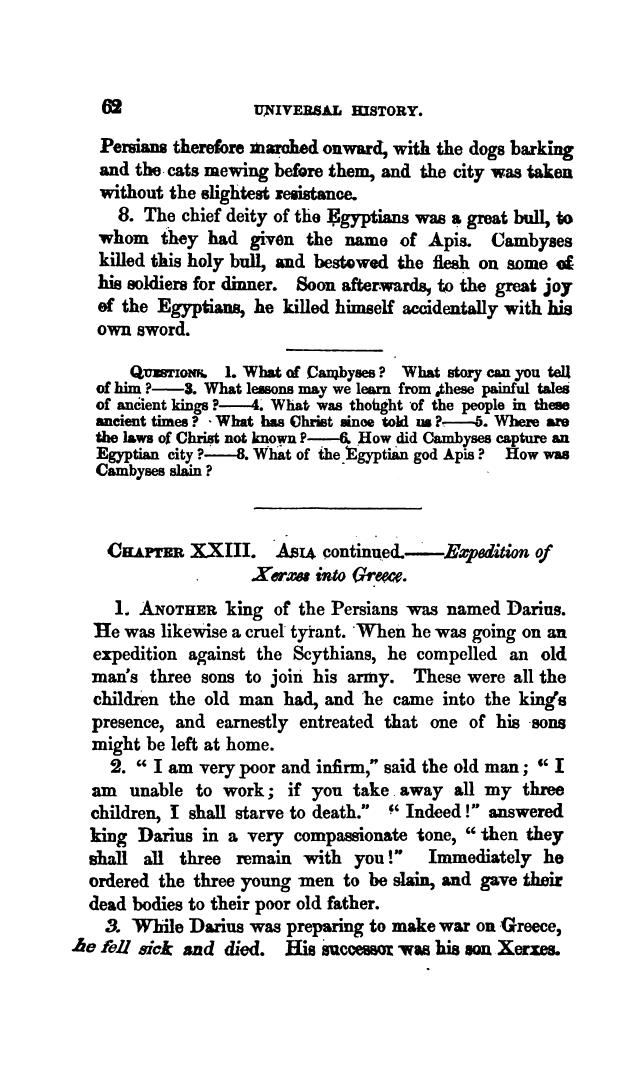 62 UNIVERSAL HISTORY.
Persians therefore marched onward, with the dogs barking
and the cats mewing before them, and the city was taken
without the slightest resistance.
8. The chief deity of the Egyptians was a great bull, to
whom they had given the name of Apis. Cambyses
killed this holy bull, and bestowed the flesh on some of
his soldiers for dinner. Soon afterwards, to the great joy
of the Egyptians, he killed himself accidentally with his
own sword.
QUESTIONS. 1. What of Cambyses? What story can you tell
of him?——3. What lessons may we learn from these painful tales
of ancient kings?——4. What was thought of the people in these
ancient times? What has Christ since told us?——5. Where are
the laws of Christ not known?——6. How did Cambyses capture an
Egyptian city?——8. What of the Egyptian god Apis? How was
Cambyses slain?
CHAPTER XXIII. ASIA continued.——Expedition of
Xerxes into Greece.
1. ANOTHER king of the Persians was named Darius.
He was likewise a cruel tyrant. When he was going on an
expedition against the Scythians, he compelled an old
man's three sons to join his army. These were all the
children the old man had, and he came into the king's
presence, and earnestly entreated that one of his sons
might be left at home.
2. "I am very poor and infirm," said the old man; "I
am unable to work; if you take away all my three
children, I shall starve to death." "Indeed!" answered
king Darius in a very compassionate tone, "then they
shall all three remain with you!" Immediately he
ordered the three young men to be slain, and gave their
dead bodies to their poor old father.
3. While Darius was preparing to make war on Greece,
he fell sick and died. His successor was his son Xerxes.